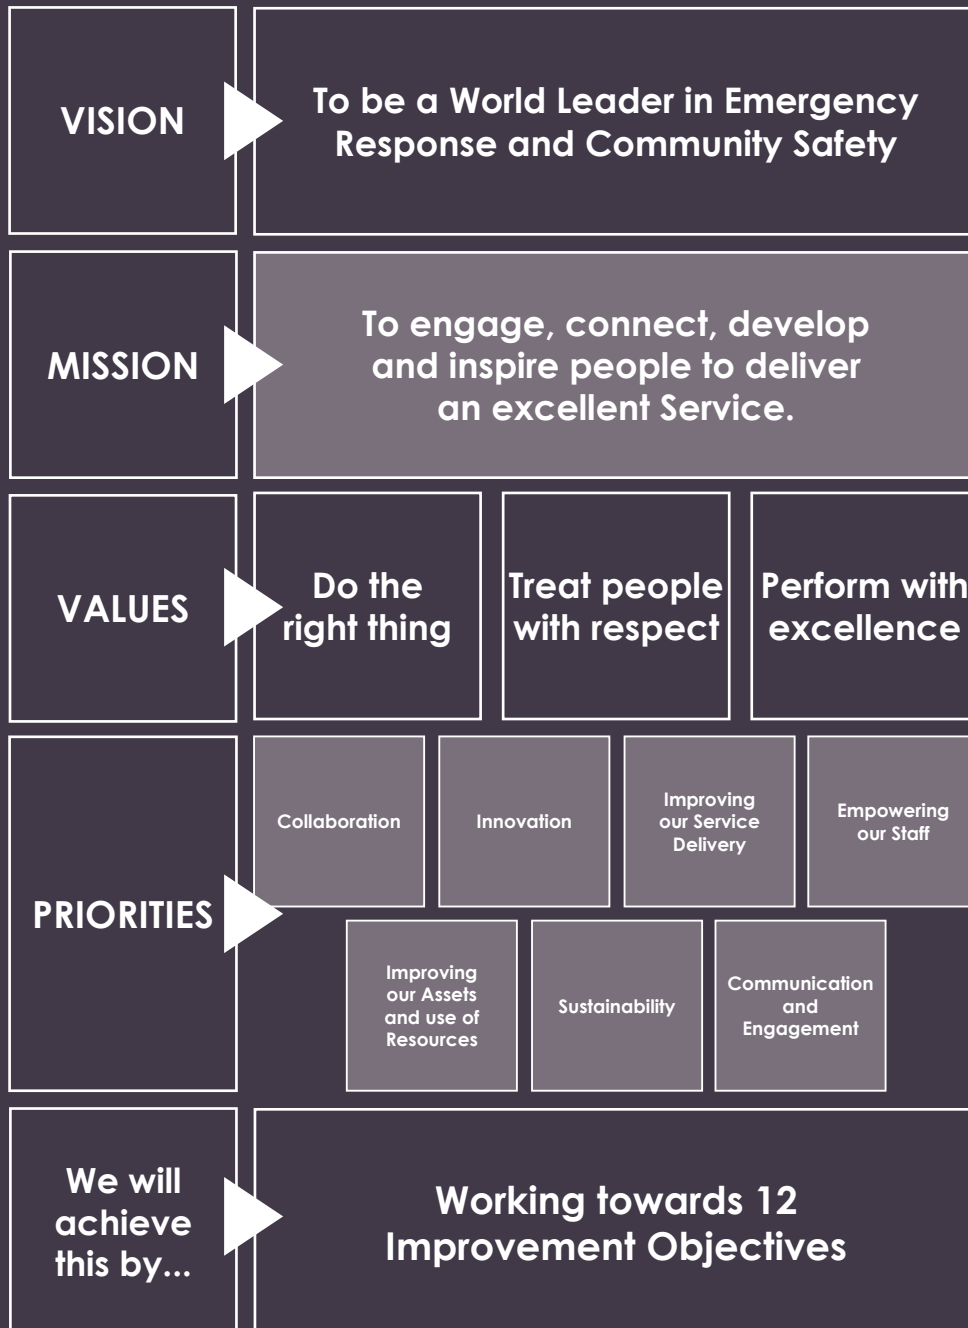 VISION
To be a World Leader in Emergency
Response and Community Safety
MISSION
To engage, connect, develop
and inspire people to deliver
an excellent Service.
VALUES
Do the
right thing
Treat people
with respect
Perform with
excellence
PRIORITIES
Collaboration
Innovation
Improving
our Service
Delivery
Empowering
our Staff
Improving
our Assets
and use of
Resources
Sustainability
Communication
and
Engagement
We will
achieve
this by...
Working towards 12
Improvement Objectives